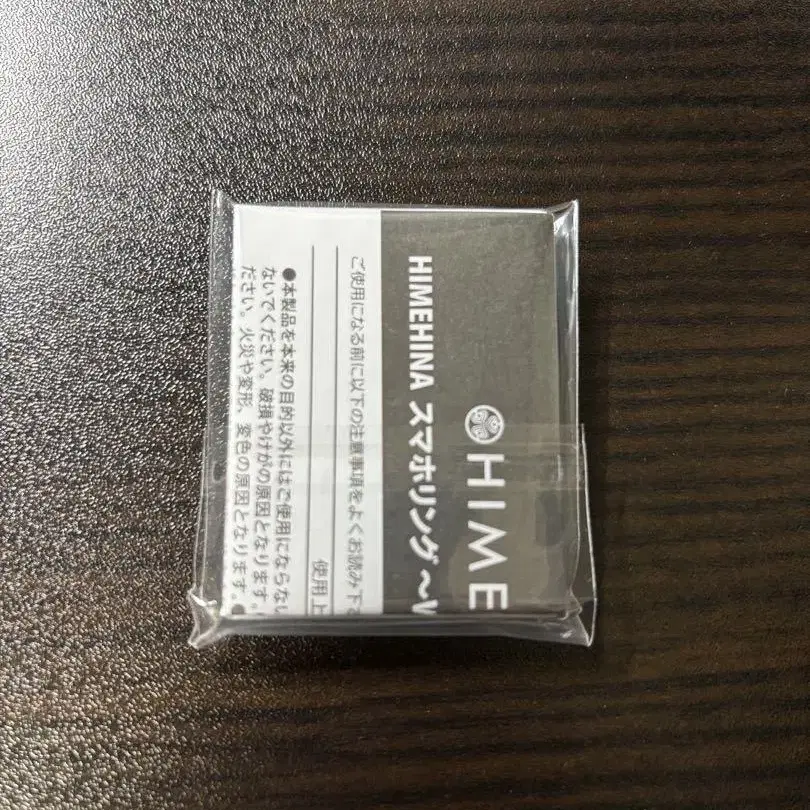 HIME
HIMEHINA スマホリング 〜V
ご使用になる前に以下の注意事項をよくお読み下さ
使用上
●本製品を本来の目的以外にはご使用にならない
ないでください。破損やけがの原因となります。●
ださい。火災や変形、変色の原因となります。●